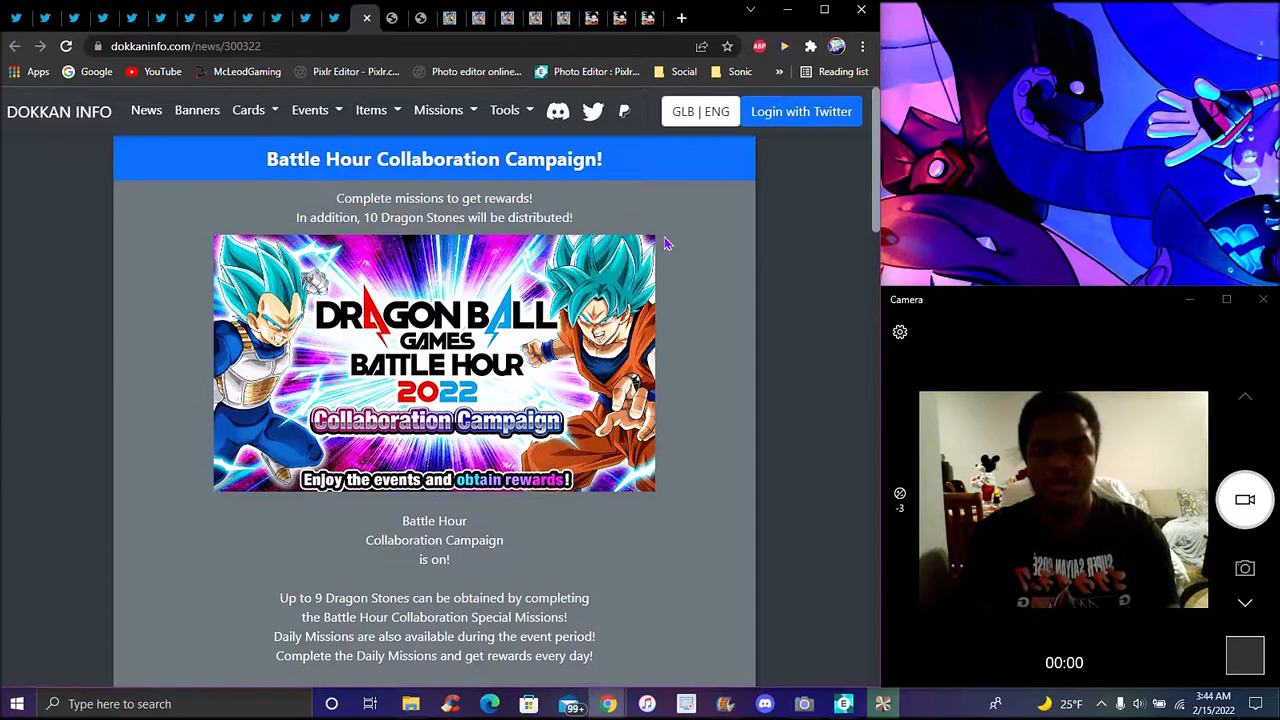 dokkaninfo.com/news/300322
ABP
Apps
Google
YouTube
McLeodGaming
Pixlr Editor - Pixlr.c...
Photo editor online...
Photo Editor : Pixlr...
Social
Sonic
»
Reading list
DOKKAN INFO
News
Banners
Cards
Events
Items
Missions
Tools
GLB | ENG
Login with Twitter
Battle Hour Collaboration Campaign!
Complete missions to get rewards!
In addition, 10 Dragon Stones will be distributed!
DRAGON BALL
GAMES
BATTLE HOUR
2022
Collaboration Campaign
Enjoy the events and obtain rewards!
Battle Hour
Collaboration Campaign
is on!
Up to 9 Dragon Stones can be obtained by completing
the Battle Hour Collaboration Special Missions!
Daily Missions are also available during the event period!
Complete the Daily Missions and get rewards every day!
Camera
-3
SUPER SAIYAN ROSÉ
00:00
Type here to search
99+
25°F
3:44 AM
2/15/2022